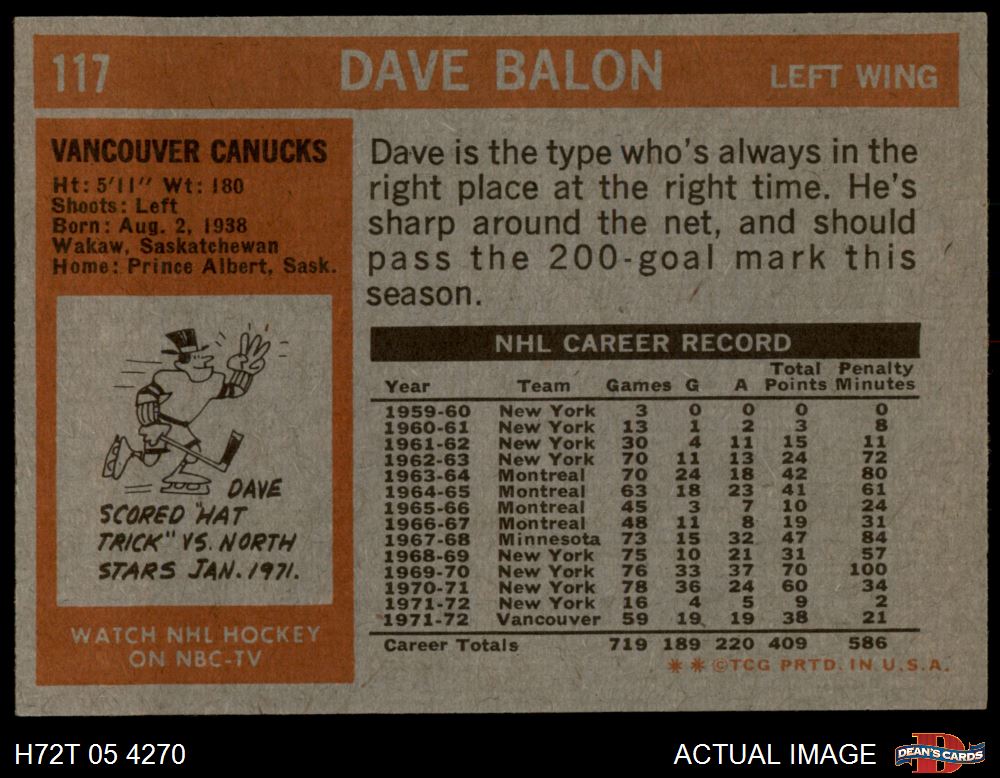 117 DAVE BALON LEFT WING
VANCOUVER CANUCKS
Ht: 5'11" Wt: 180
Shoots: Left
Born: Aug. 2, 1938
Wakaw, Saskatchewan
Home: Prince Albert, Sask.
DAVE
SCORED "HAT
TRICK" VS. NORTH
STARS JAN. 1971.
WATCH NHL HOCKEY
ON NBC-TV
Dave is the type who's always in the
right place at the right time. He's
sharp around the net, and should
pass the 200-goal mark this
season.
NHL CAREER RECORD
Total Penalty
Year Team Games G A Points Minutes
1959-60 New York 3 0 0 0 0
1960-61 New York 13 1 2 3 8
1961-62 New York 30 4 11 15 11
1962-63 New York 70 11 13 24 72
1963-64 Montreal 70 24 18 42 80
1964-65 Montreal 63 18 23 41 61
1965-66 Montreal 45 3 7 10 24
1966-67 Montreal 48 11 8 19 31
1967-68 Minnesota 73 15 32 47 84
1968-69 New York 75 10 21 31 57
1969-70 New York 76 33 37 70 100
1970-71 New York 78 36 24 60 34
1971-72 New York 16 4 5 9 2
1971-72 Vancouver 59 19 19 38 21
Career Totals 719 189 220 409 586
**©TCG PRTD. IN U.S.A.
H72T 05 4270 ACTUAL IMAGE
D
DEAN'S CARDS